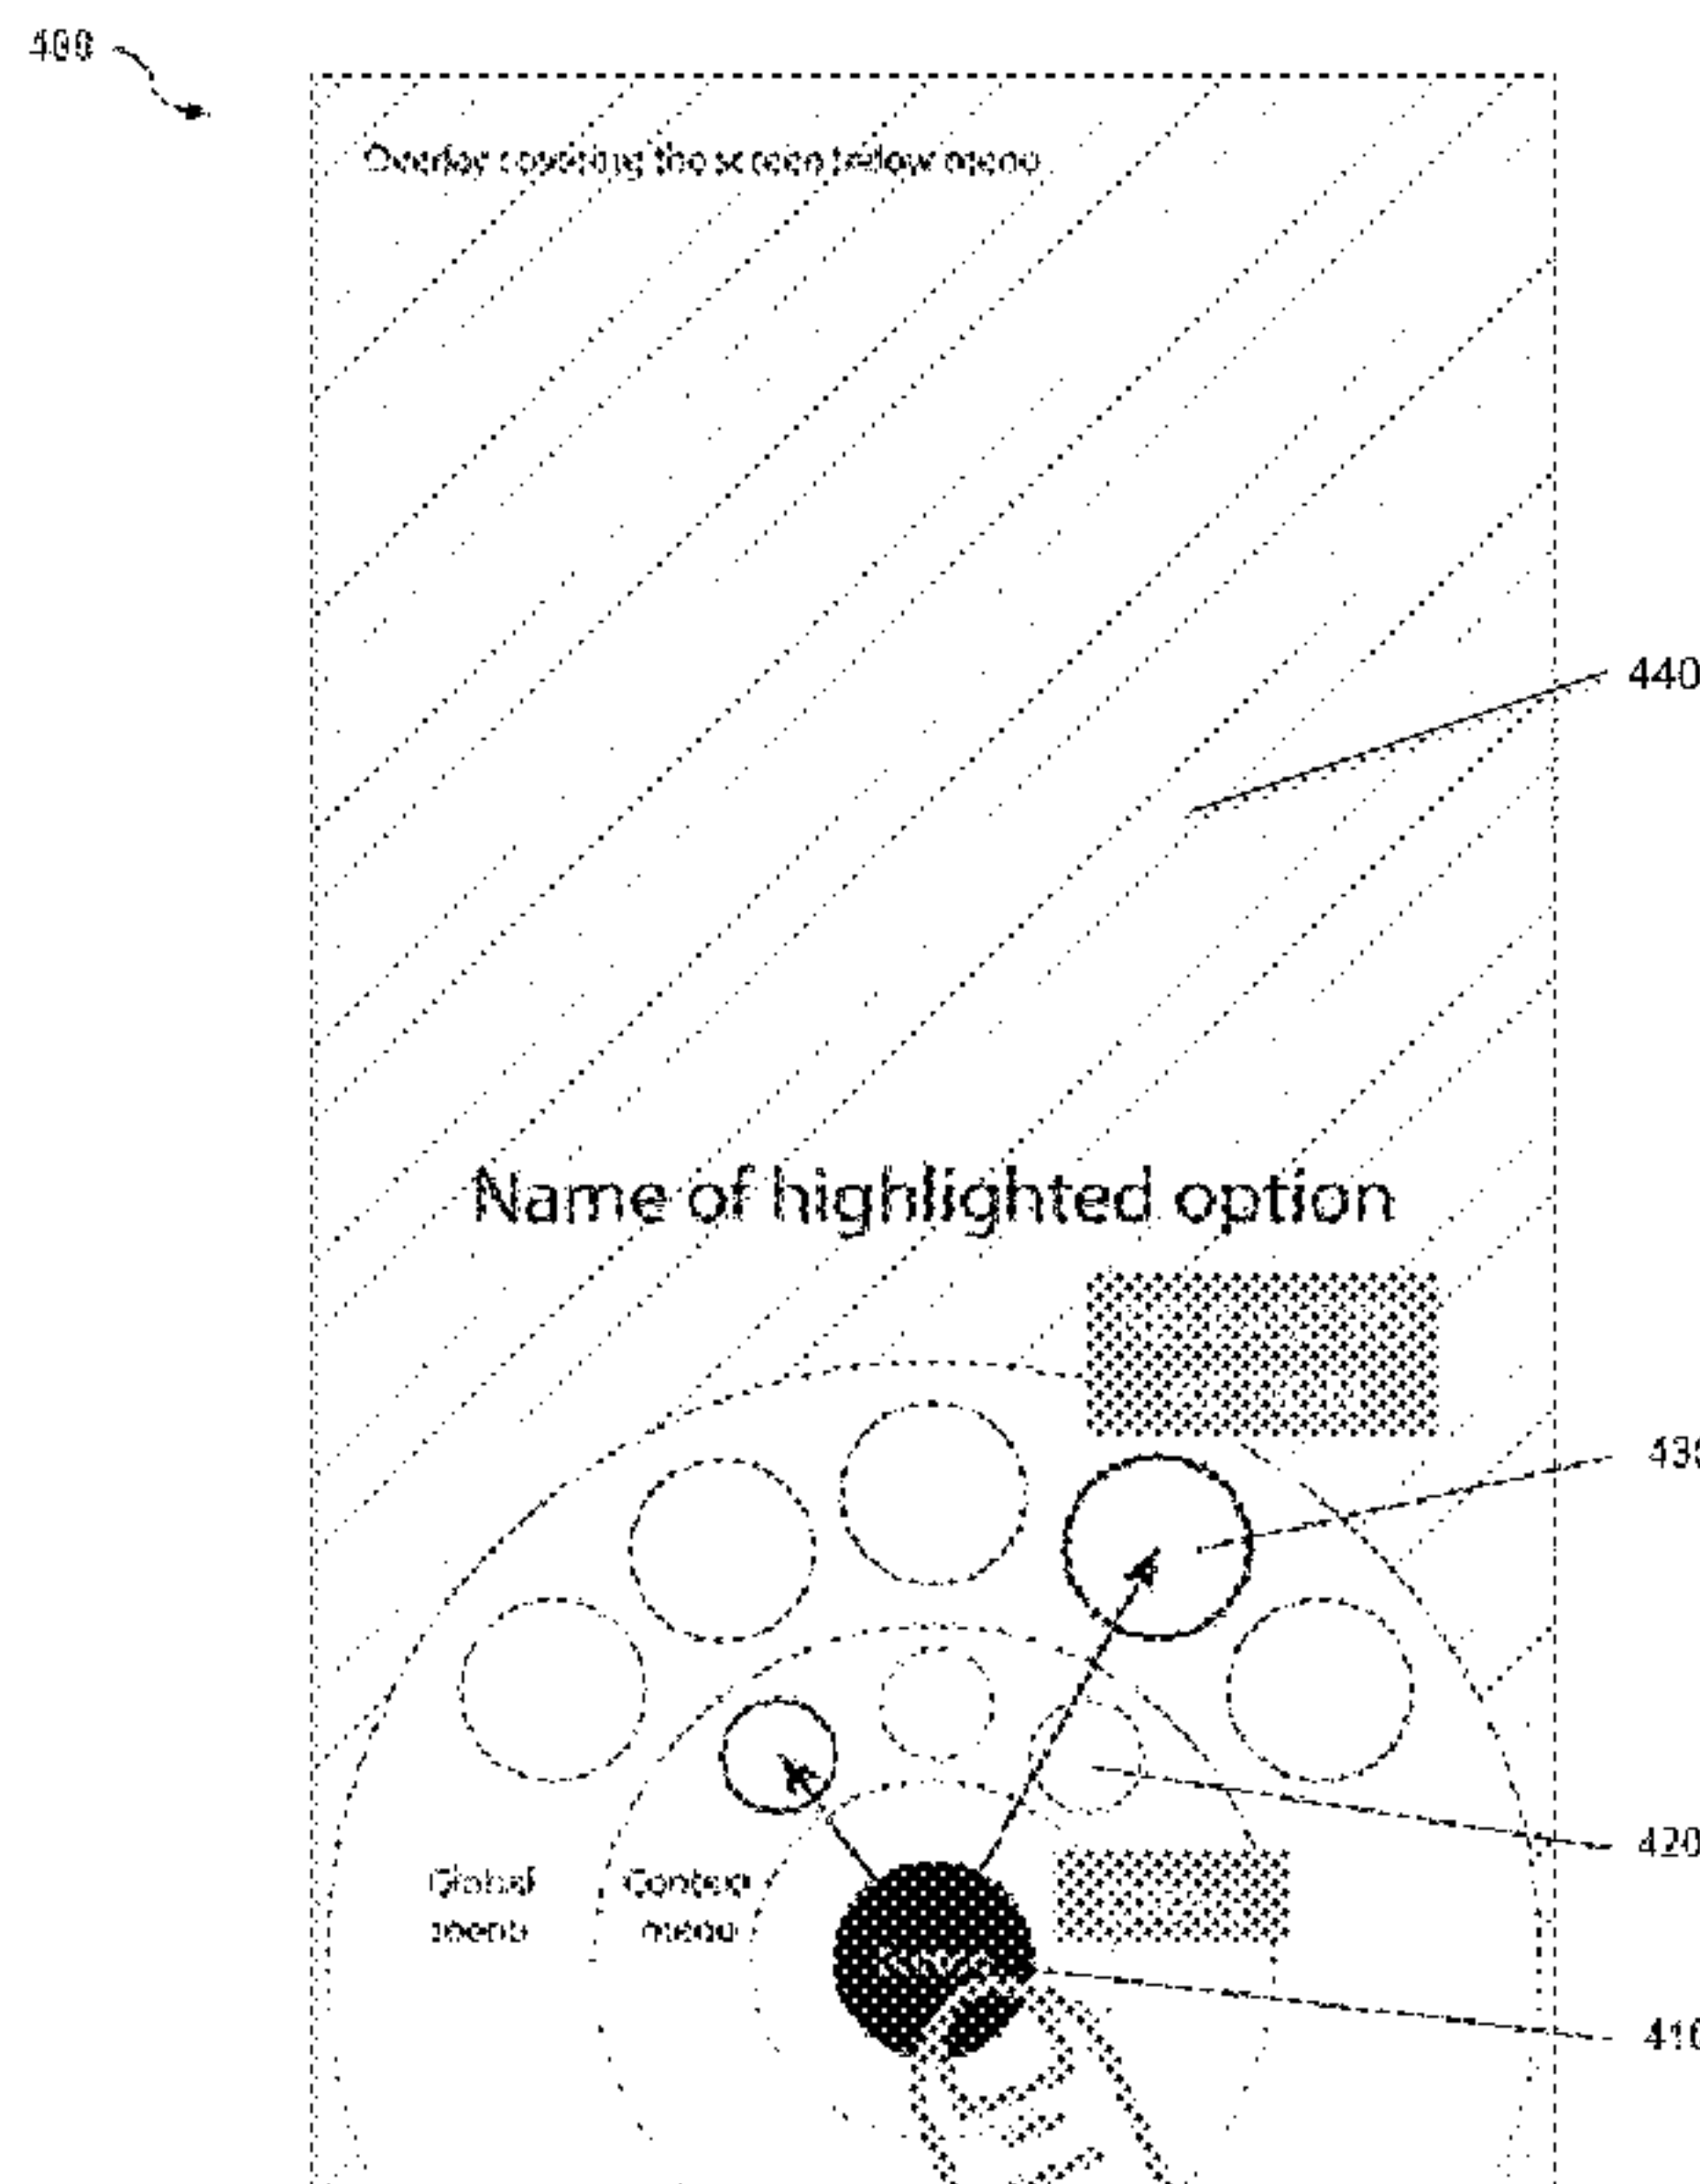 400
Overlay covering the screen below menu
440
Name of highlighted option
430
420
Global
menu
Context
menu
410